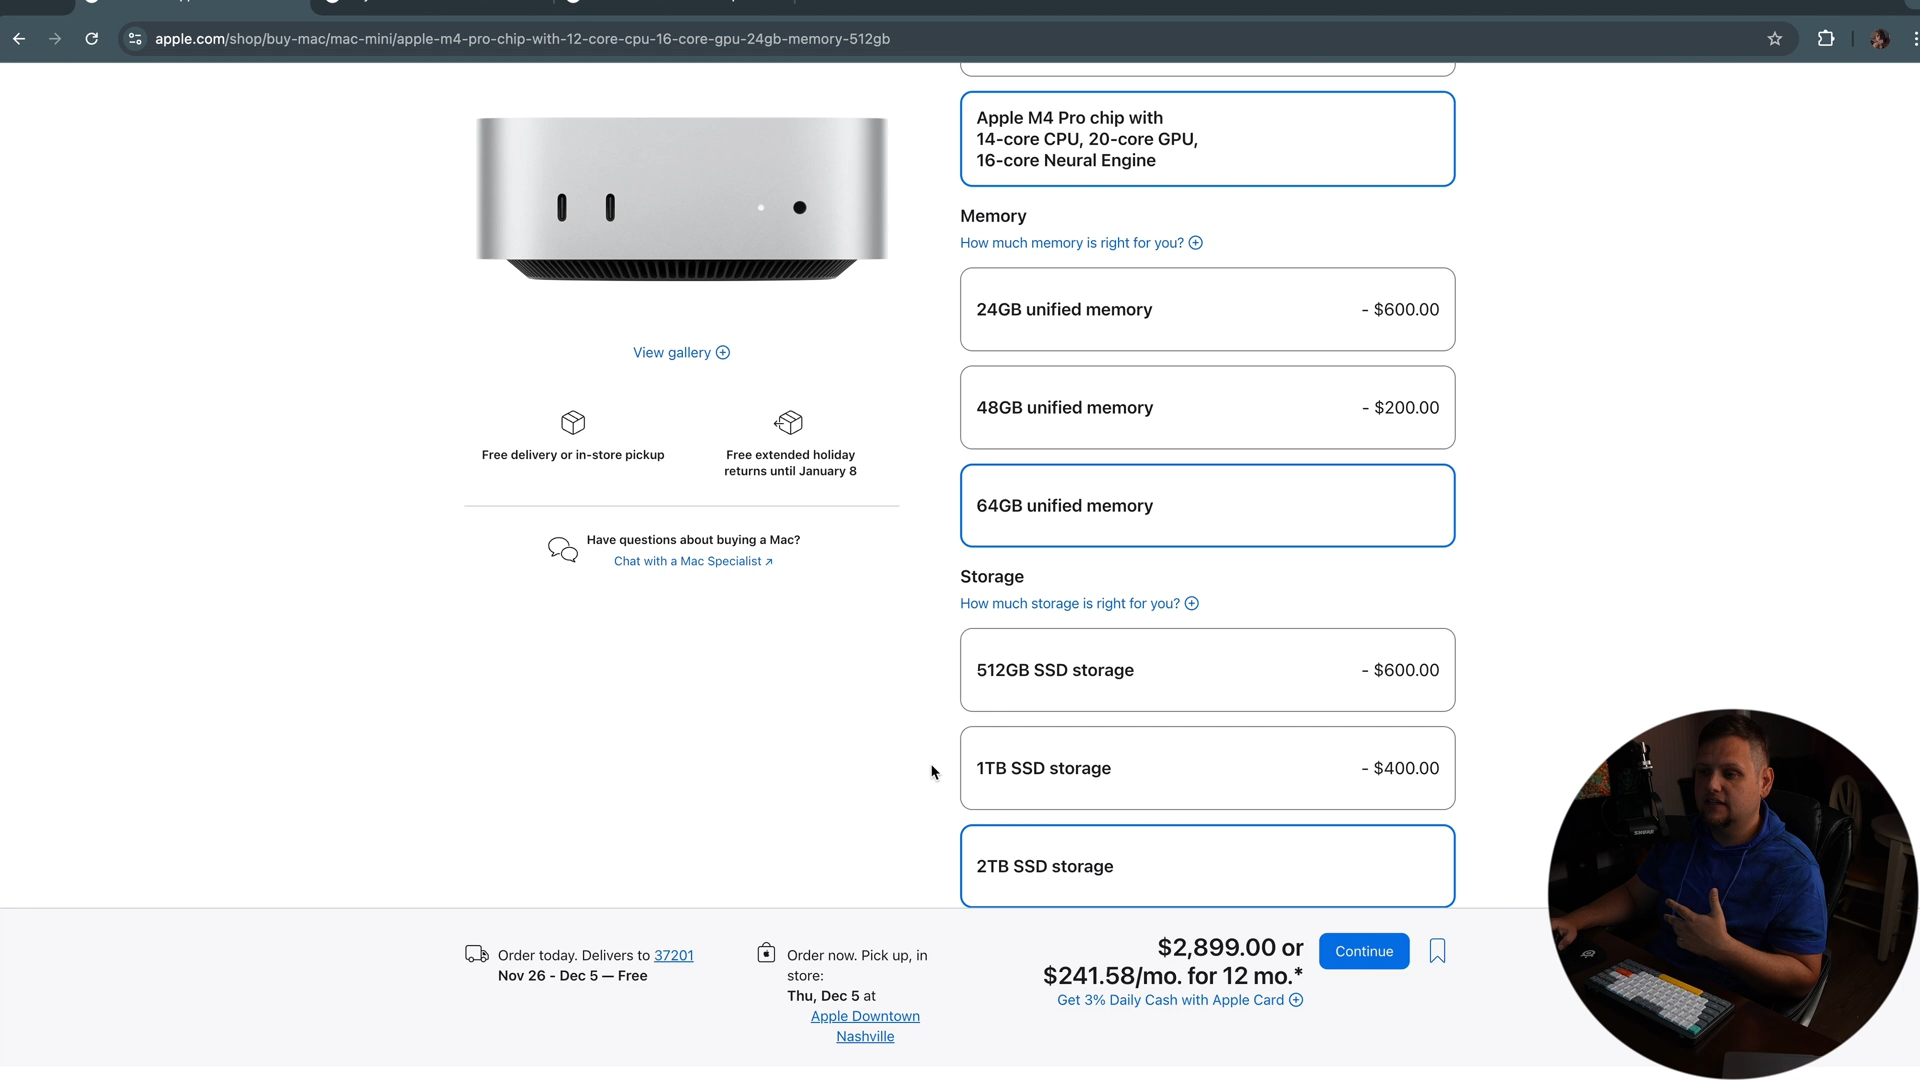 apple.com/shop/buy-mac/mac-mini/apple-m4-pro-chip-with-12-core-cpu-16-core-gpu-24gb-memory-512gb
Apple M4 Pro chip with
14-core CPU, 20-core GPU,
16-core Neural Engine
Memory
How much memory is right for you?
24GB unified memory - $600.00
View gallery
48GB unified memory - $200.00
Free delivery or in-store pickup
Free extended holiday
returns until January 8
64GB unified memory
Have questions about buying a Mac?
Chat with a Mac Specialist ↗
Storage
How much storage is right for you?
512GB SSD storage - $600.00
1TB SSD storage - $400.00
2TB SSD storage
Order today. Delivers to 37201
Nov 26 - Dec 5 — Free
Order now. Pick up, in
store:
Thu, Dec 5 at
Apple Downtown
Nashville
$2,899.00 or
$241.58/mo. for 12 mo.*
Get 3% Daily Cash with Apple Card
Continue
SHURE